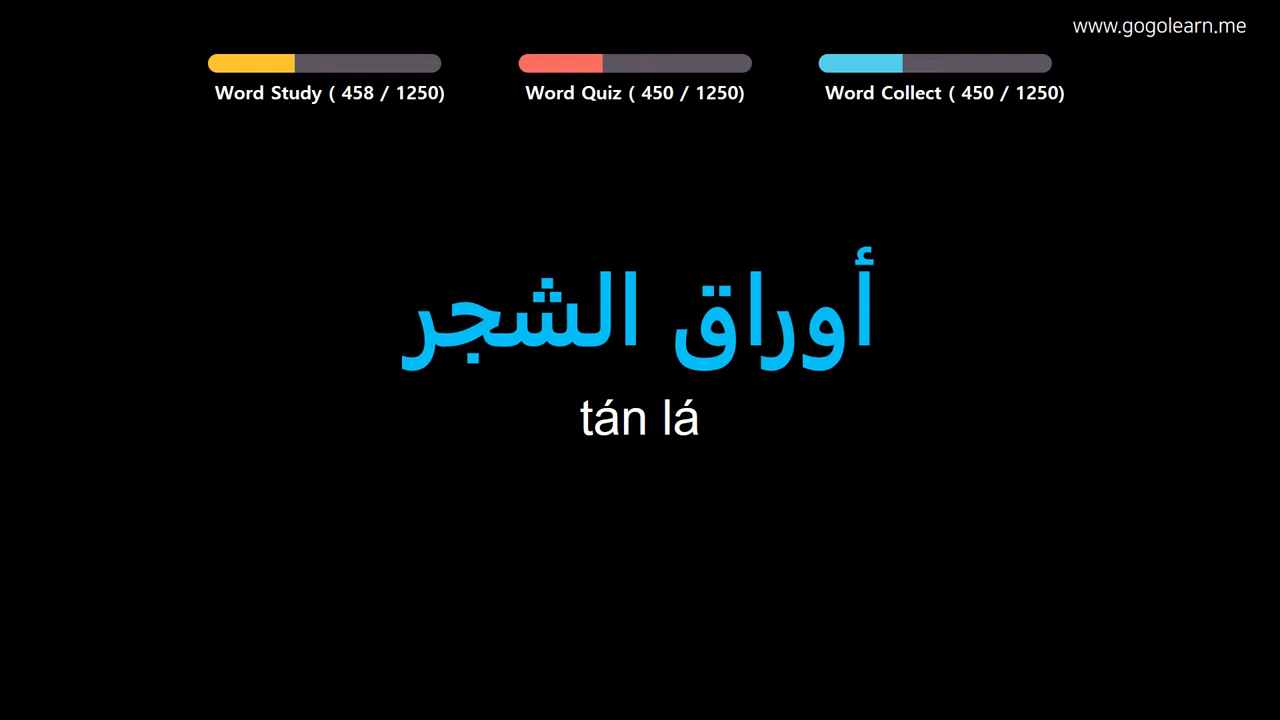 www.gogolearn.me
Word Study ( 458 / 1250)
Word Quiz ( 450 / 1250)
Word Collect ( 450 / 1250)
أوراق الشجر
tán lá